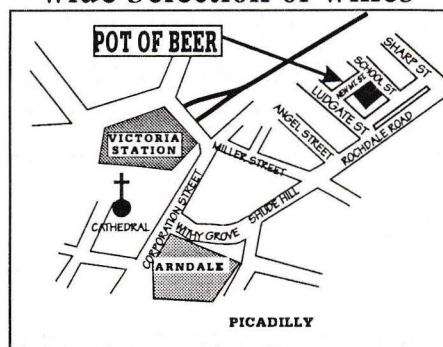 Wide Selection of Wines
POT OF BEER
SHARP ST
SCHOOL ST
NEW MT. ST.
LUDGATE ST
ANGEL STREET
ROCHDALE ROAD
VICTORIA
STATION
MILLER STREET
SHUDE HILL
CATHEDRAL
CORPORATION STREET
WITHY GROVE
ARNDALE
PICADILLY